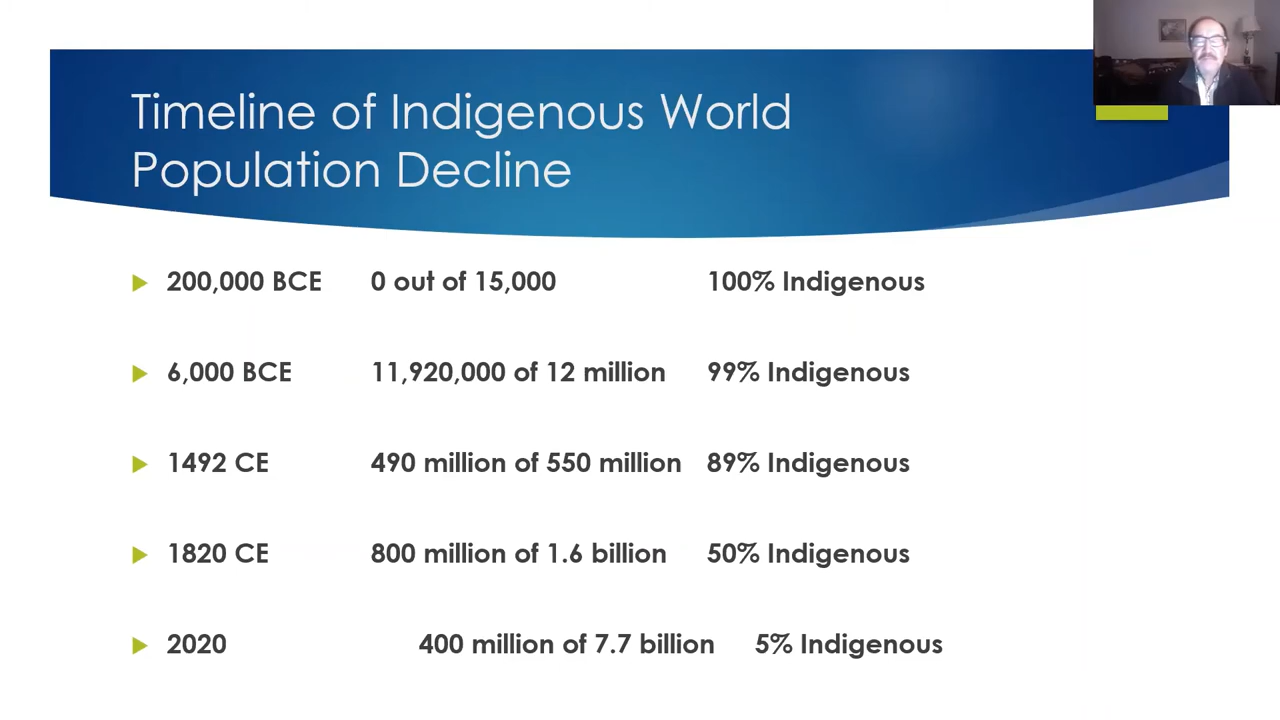 Timeline of Indigenous World
Population Decline
200,000 BCE 0 out of 15,000 100% Indigenous
6,000 BCE 11,920,000 of 12 million 99% Indigenous
1492 CE 490 million of 550 million 89% Indigenous
1820 CE 800 million of 1.6 billion 50% Indigenous
2020 400 million of 7.7 billion 5% Indigenous